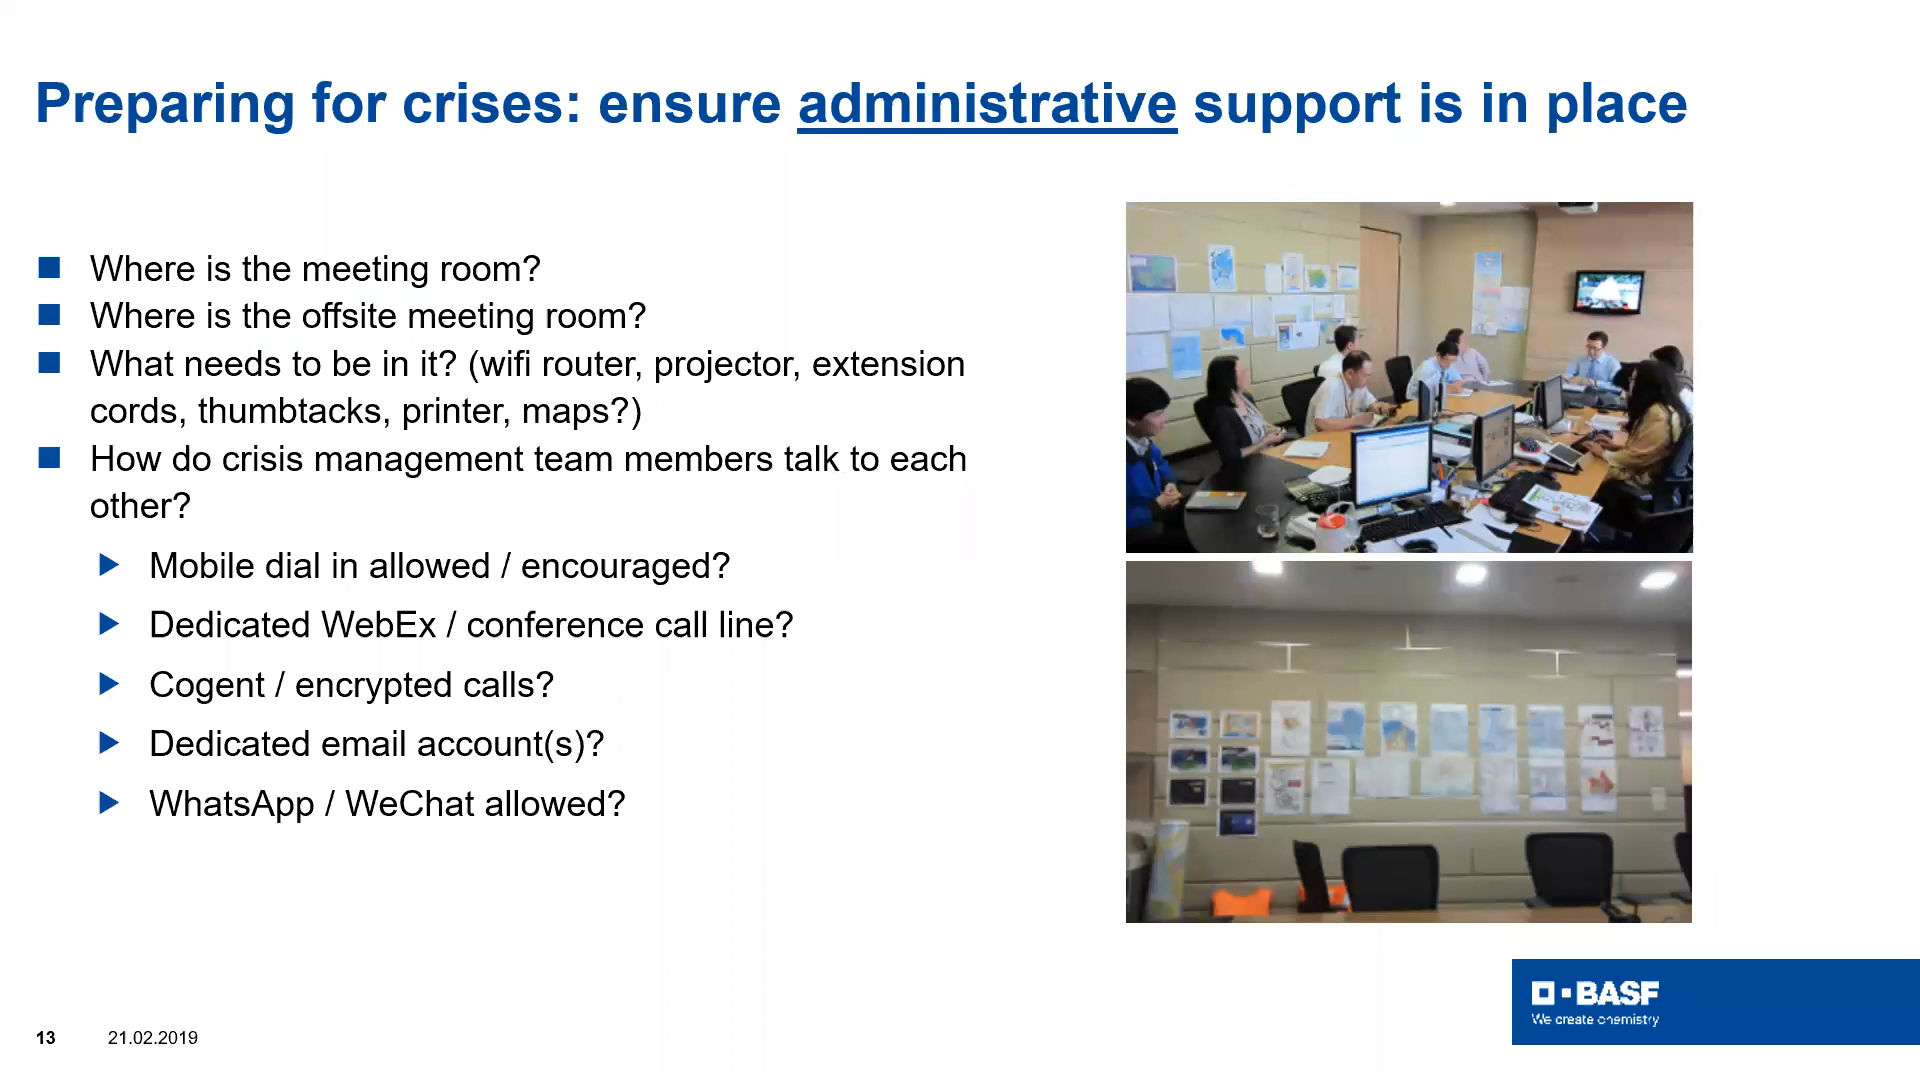 Preparing for crises: ensure administrative support is in place
Where is the meeting room?
Where is the offsite meeting room?
What needs to be in it? (wifi router, projector, extension
cords, thumbtacks, printer, maps?)
How do crisis management team members talk to each
other?
Mobile dial in allowed / encouraged?
Dedicated WebEx / conference call line?
Cogent / encrypted calls?
Dedicated email account(s)?
WhatsApp / WeChat allowed?
BASF
We create chemistry
13 21.02.2019